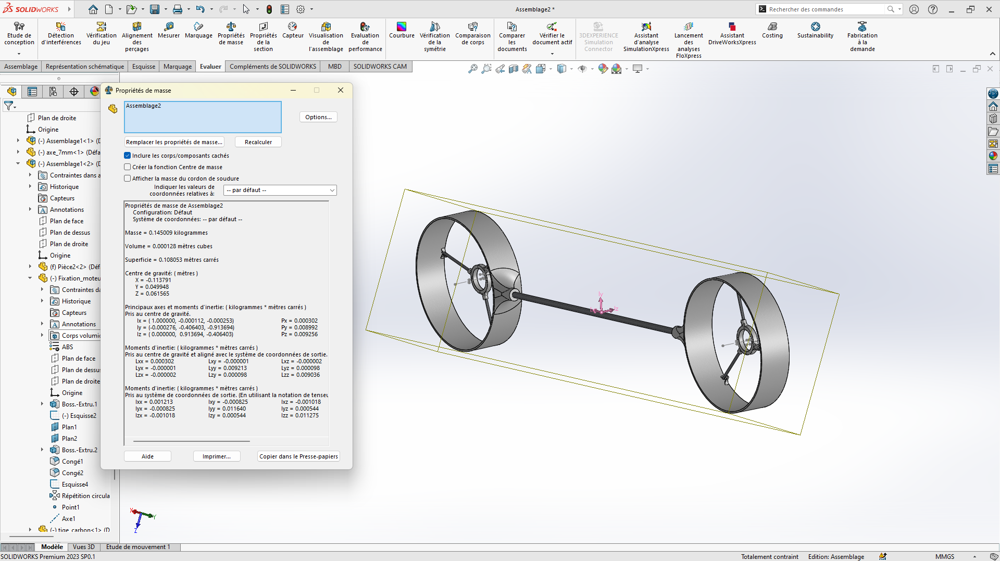 SOLIDWORKS
Assemblage2 *
Rechercher des commandes
Etude de conception
Détection d'interférences
Vérification du jeu
Alignement des perçages
Mesurer
Marquage
Propriétés de masse
Propriétés de la section
Capteur
Visualisation de l'assemblage
Evaluation de performance
Courbure
Vérification de la symétrie
Comparaison de corps
Comparer les documents
Vérifier le document actif
3DEXPERIENCE Simulation Connector
Assistant d'analyse SimulationXpress
Lancement des analyses FloXpress
Assistant DriveWorksXpress
Costing
Sustainability
Fabrication à la demande
Assemblage
Représentation schématique
Esquisse
Marquage
Evaluer
Compléments de SOLIDWORKS
MBD
SOLIDWORKS CAM
Plan de droite
Origine
(-) Assemblage1<1> (D
(-) axe_7mm<1> (Défa
(-) Assemblage1<2> (D
Contraintes dans a
Historique
Capteurs
Annotations
Plan de face
Plan de dessus
Plan de droite
Origine
(f) Pièce2<2> (Déf
(-) Fixation_moteu
Contraintes da
Historique
Capteurs
Annotations
Corps volumic
ABS
Plan de face
Plan de dessus
Plan de droite
Origine
Boss.-Extru.1
(-) Esquisse2
Plan1
Plan2
Boss.-Extru.2
Congé1
Congé2
Esquisse4
Répétition circula
Point1
Axe1
(-) tige_carbon<1> (D
Propriétés de masse
Assemblage2
Options...
Remplacer les propriétés de masse...
Recalculer
Inclure les corps/composants cachés
Créer la fonction Centre de masse
Afficher la masse du cordon de soudure
Indiquer les valeurs de coordonnées relatives à:
-- par défaut --
Propriétés de masse de Assemblage2
Configuration: Défaut
Système de coordonnées: -- par défaut --
Masse = 0.145009 kilogrammes
Volume = 0.000128 mètres cubes
Superficie = 0.108053 mètres carrés
Centre de gravité: ( mètres )
X = -0.113791
Y = 0.049948
Z = 0.061565
Principaux axes et moments d'inertie: ( kilogrammes * mètres carrés )
Pris au centre de gravité.
Ix = ( 1.000000, -0.000112, -0.000253) Px = 0.000302
Iy = (-0.000276, -0.406403, -0.913694) Py = 0.008992
Iz = ( 0.000000, 0.913694, -0.406403) Pz = 0.009256
Moments d'inertie: ( kilogrammes * mètres carrés )
Pris au centre de gravité et aligné avec le système de coordonnées de sortie.
Lxx = 0.000302 Lxy = -0.000001 Lxz = -0.000002
Lyx = -0.000001 Lyy = 0.009213 Lyz = 0.000098
Lzx = -0.000002 Lzy = 0.000098 Lzz = 0.009036
Moments d'inertie: ( kilogrammes * mètres carrés )
Pris au système de coordonnées de sortie. (En utilisant la notation de tenseu
Ixx = 0.001213 Ixy = -0.000825 Ixz = -0.001018
Iyx = -0.000825 Iyy = 0.011640 Iyz = 0.000544
Izx = -0.001018 Izy = 0.000544 Izz = 0.011275
Aide
Imprimer...
Copier dans le Presse-papiers
Iy
Iz
X
Y
Z
Modèle
Vues 3D
Etude de mouvement 1
SOLIDWORKS Premium 2023 SP0.1
Totalement contraint
Edition: Assemblage
MMGS